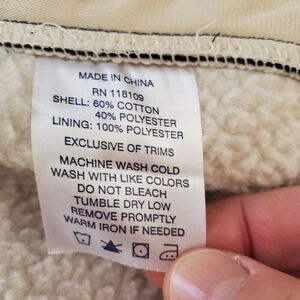 MADE IN CHINA
RN 118109
SHELL: 60% COTTON
40% POLYESTER
LINING: 100% POLYESTER
EXCLUSIVE OF TRIMS
MACHINE WASH COLD
WASH WITH LIKE COLORS
DO NOT BLEACH
TUMBLE DRY LOW
REMOVE PROMPTLY
WARM IRON IF NEEDED